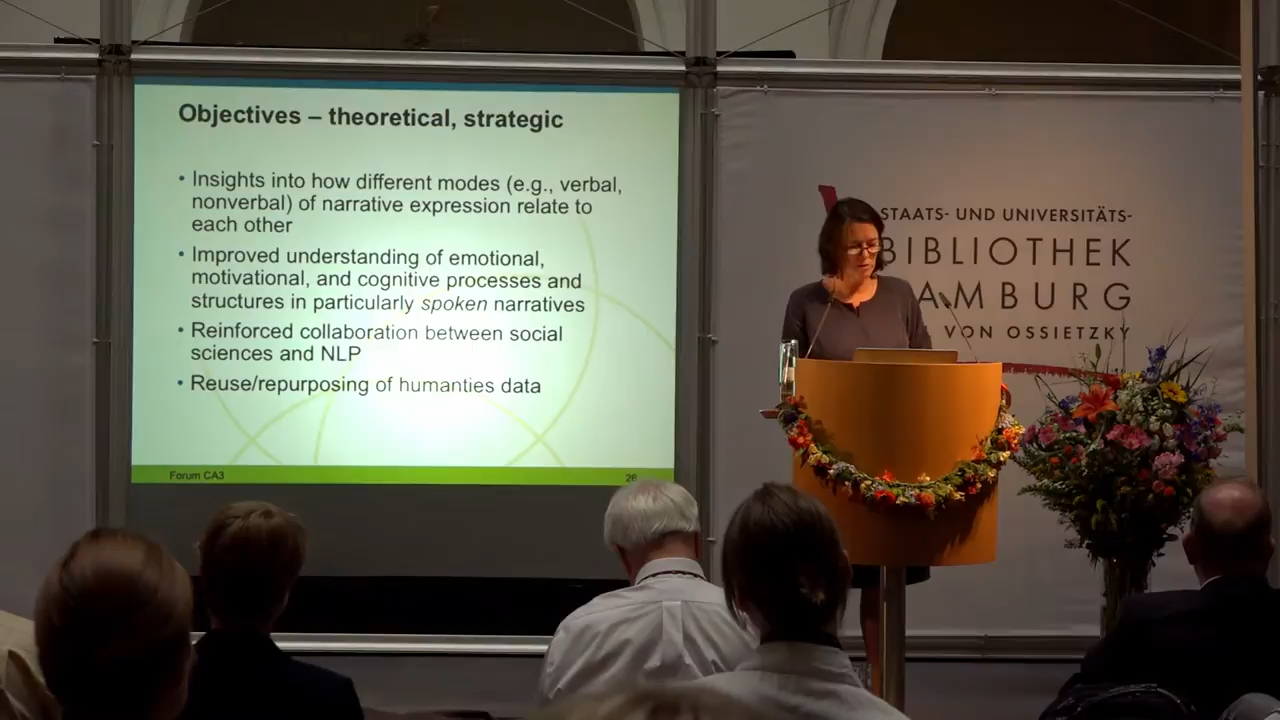 Objectives – theoretical, strategic
• Insights into how different modes (e.g., verbal,
nonverbal) of narrative expression relate to
each other
• Improved understanding of emotional,
motivational, and cognitive processes and
structures in particularly spoken narratives
• Reinforced collaboration between social
sciences and NLP
• Reuse/repurposing of humanties data
Forum CA3
26
STAATS- UND UNIVERSITÄTS-
BIBLIOTHEK
AMBURG
VON OSSIETZKY